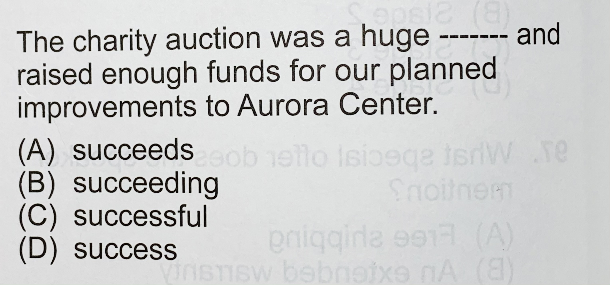 The charity auction was a huge ------- and
raised enough funds for our planned
improvements to Aurora Center.
(A) succeeds
(B) succeeding
(C) successful
(D) success